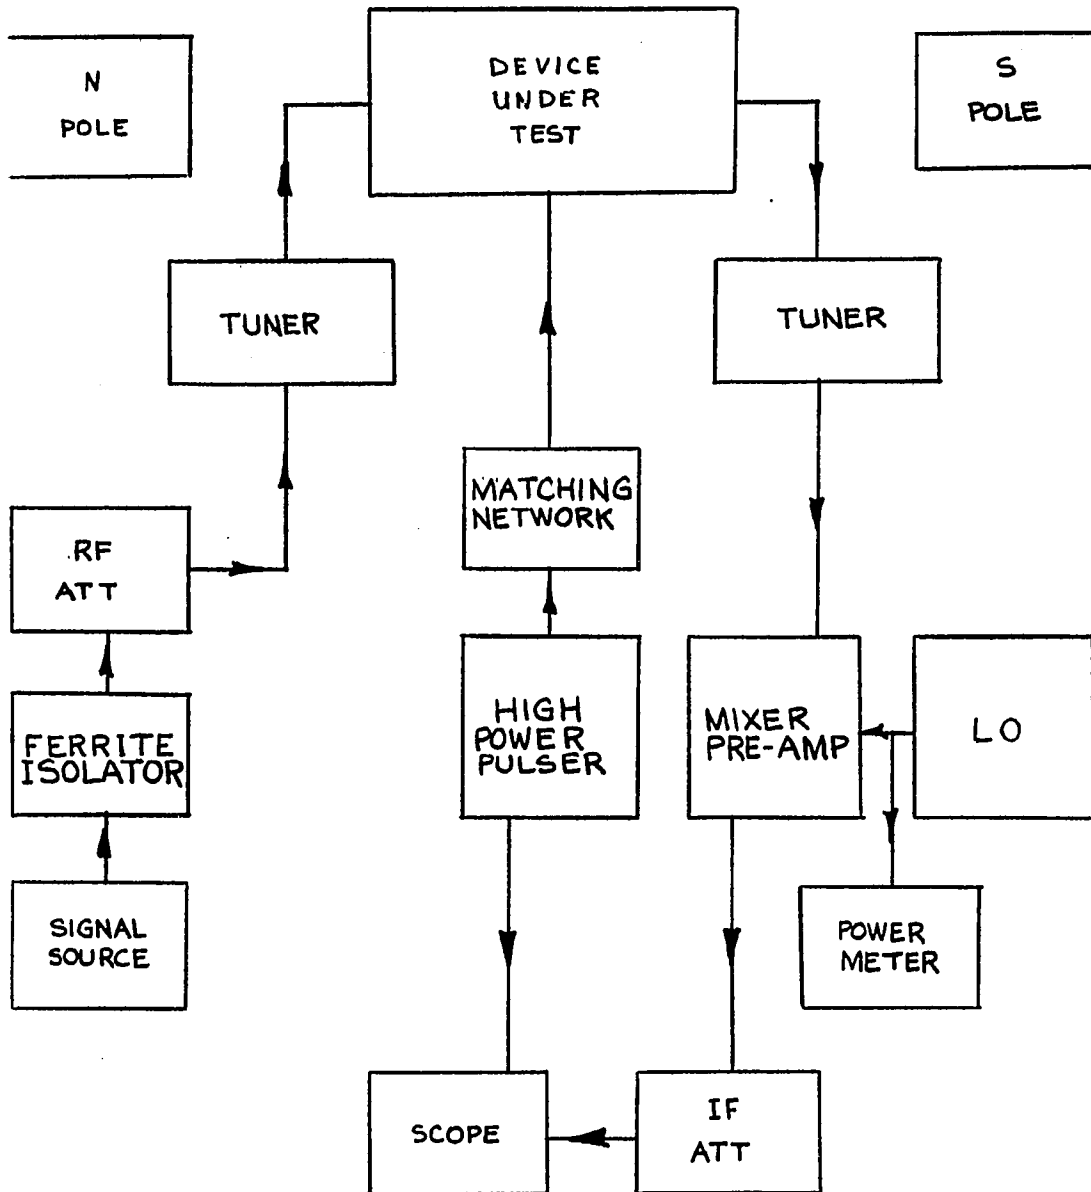 N
POLE
DEVICE
UNDER
TEST
S
POLE
TUNER
TUNER
MATCHING
NETWORK
RF
ATT
HIGH
POWER
PULSER
MIXER
PRE-AMP
LO
FERRITE
ISOLATOR
SIGNAL
SOURCE
POWER
METER
SCOPE
IF
ATT